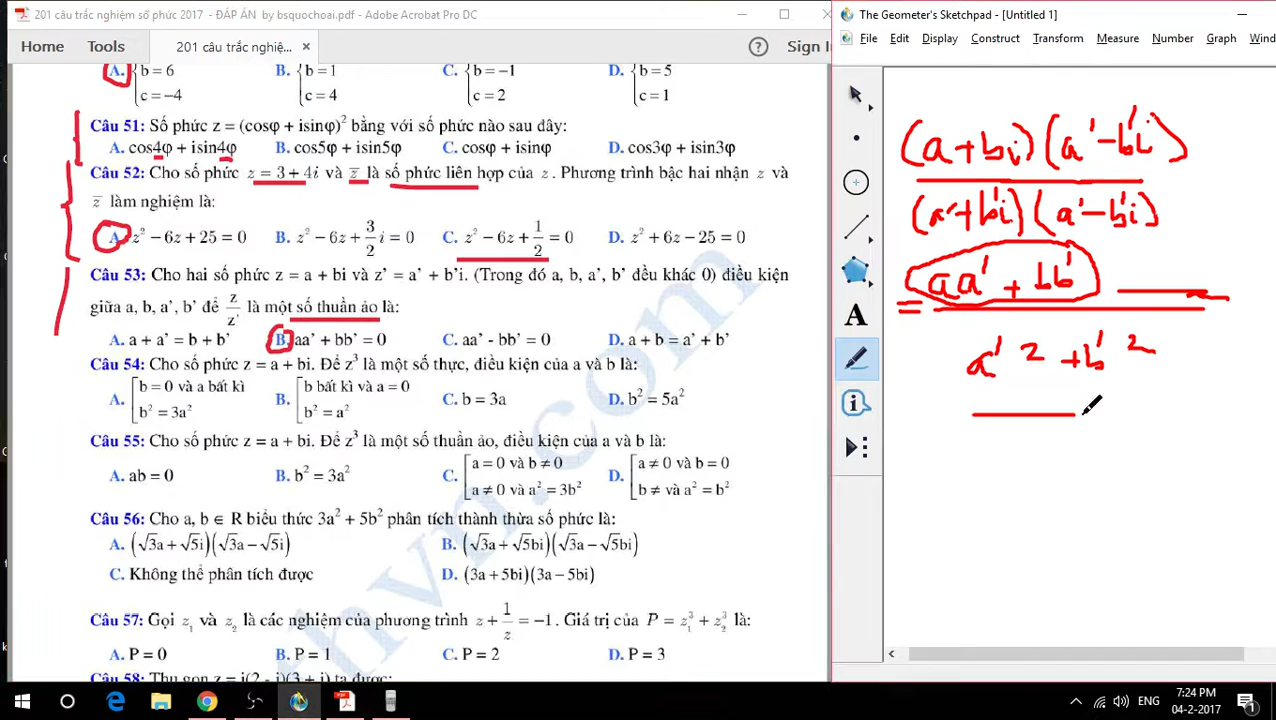 201 câu trắc nghiệm số phức 2017 - ĐÁP ÁN by bsquochoai.pdf - Adobe Acrobat Pro DC
The Geometer's Sketchpad - [Untitled 1]
Home Tools 201 câu trắc nghiệ... × ? Sign I
File Edit Display Construct Transform Measure Number Graph Wind
A. {b = 6 c = −4 B. {b = 1 c = 4 C. {b = −1 c = 2 D. {b = 5 c = 1
Câu 51: Số phức z = (cosφ + isinφ)² bằng với số phức nào sau đây:
A. cos4φ + isin4φ B. cos5φ + isin5φ C. cosφ + isinφ D. cos3φ + isin3φ
Câu 52: Cho số phức z = 3 + 4i và z̅ là số phức liên hợp của z. Phương trình bậc hai nhận z và
z̅ làm nghiệm là:
A. z² − 6z + 25 = 0 B. z² − 6z + 3/2 i = 0 C. z² − 6z + 1/2 = 0 D. z² + 6z − 25 = 0
Câu 53: Cho hai số phức z = a + bi và z' = a' + b'i. (Trong đó a, b, a', b' đều khác 0) điều kiện
giữa a, b, a', b' để z/z' là một số thuần ảo là:
A. a + a' = b + b' B. aa' + bb' = 0 C. aa' - bb' = 0 D. a + b = a' + b'
Câu 54: Cho số phức z = a + bi. Để z³ là một số thực, điều kiện của a và b là:
A. [b = 0 và a bất kì b² = 3a² B. [b bất kì và a = 0 b² = a² C. b = 3a D. b² = 5a²
Câu 55: Cho số phức z = a + bi. Để z³ là một số thuần ảo, điều kiện của a và b là:
A. ab = 0 B. b² = 3a² C. [a = 0 và b ≠ 0 a ≠ 0 và a² = 3b² D. [a ≠ 0 và b = 0 b ≠ và a² = b²
Câu 56: Cho a, b ∈ R biểu thức 3a² + 5b² phân tích thành thừa số phức là:
A. (√3a + √5i)(√3a − √5i) B. (√3a + √5bi)(√3a − √5bi)
C. Không thể phân tích được D. (3a + 5bi)(3a − 5bi)
Câu 57: Gọi z₁ và z₂ là các nghiệm của phương trình z + 1/z = −1. Giá trị của P = z₁³ + z₂³ là:
A. P = 0 B. P = 1 C. P = 2 D. P = 3
Câu 58: Thu gọn z = i(2 - i)(3 + i) ta được:
(a+bi)(a'−b'i)
(a'+b'i)(a'−b'i)
= aa' + bb'
a'2 + b'2
A
ENG 7:24 PM
04-2-2017